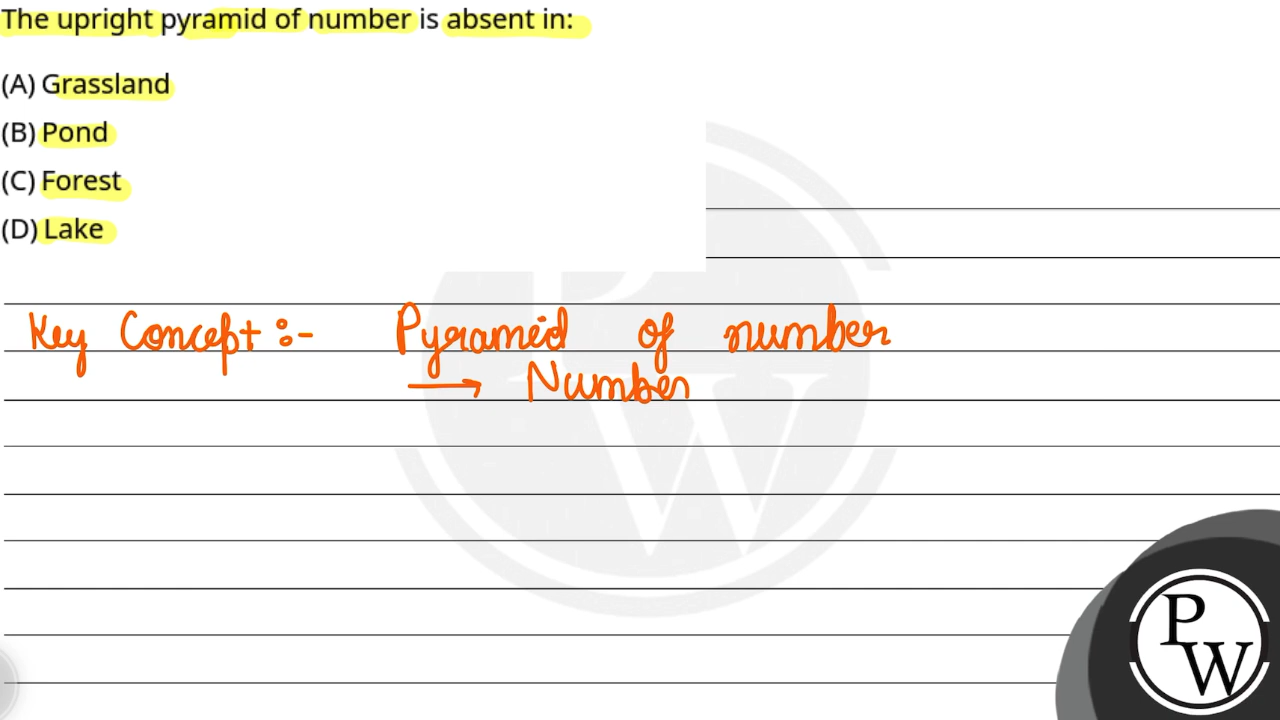 The upright pyramid of number is absent in:
(A) Grassland
(B) Pond
(C) Forest
(D) Lake
Key Concept :- Pyramid of number
→ Number
PW